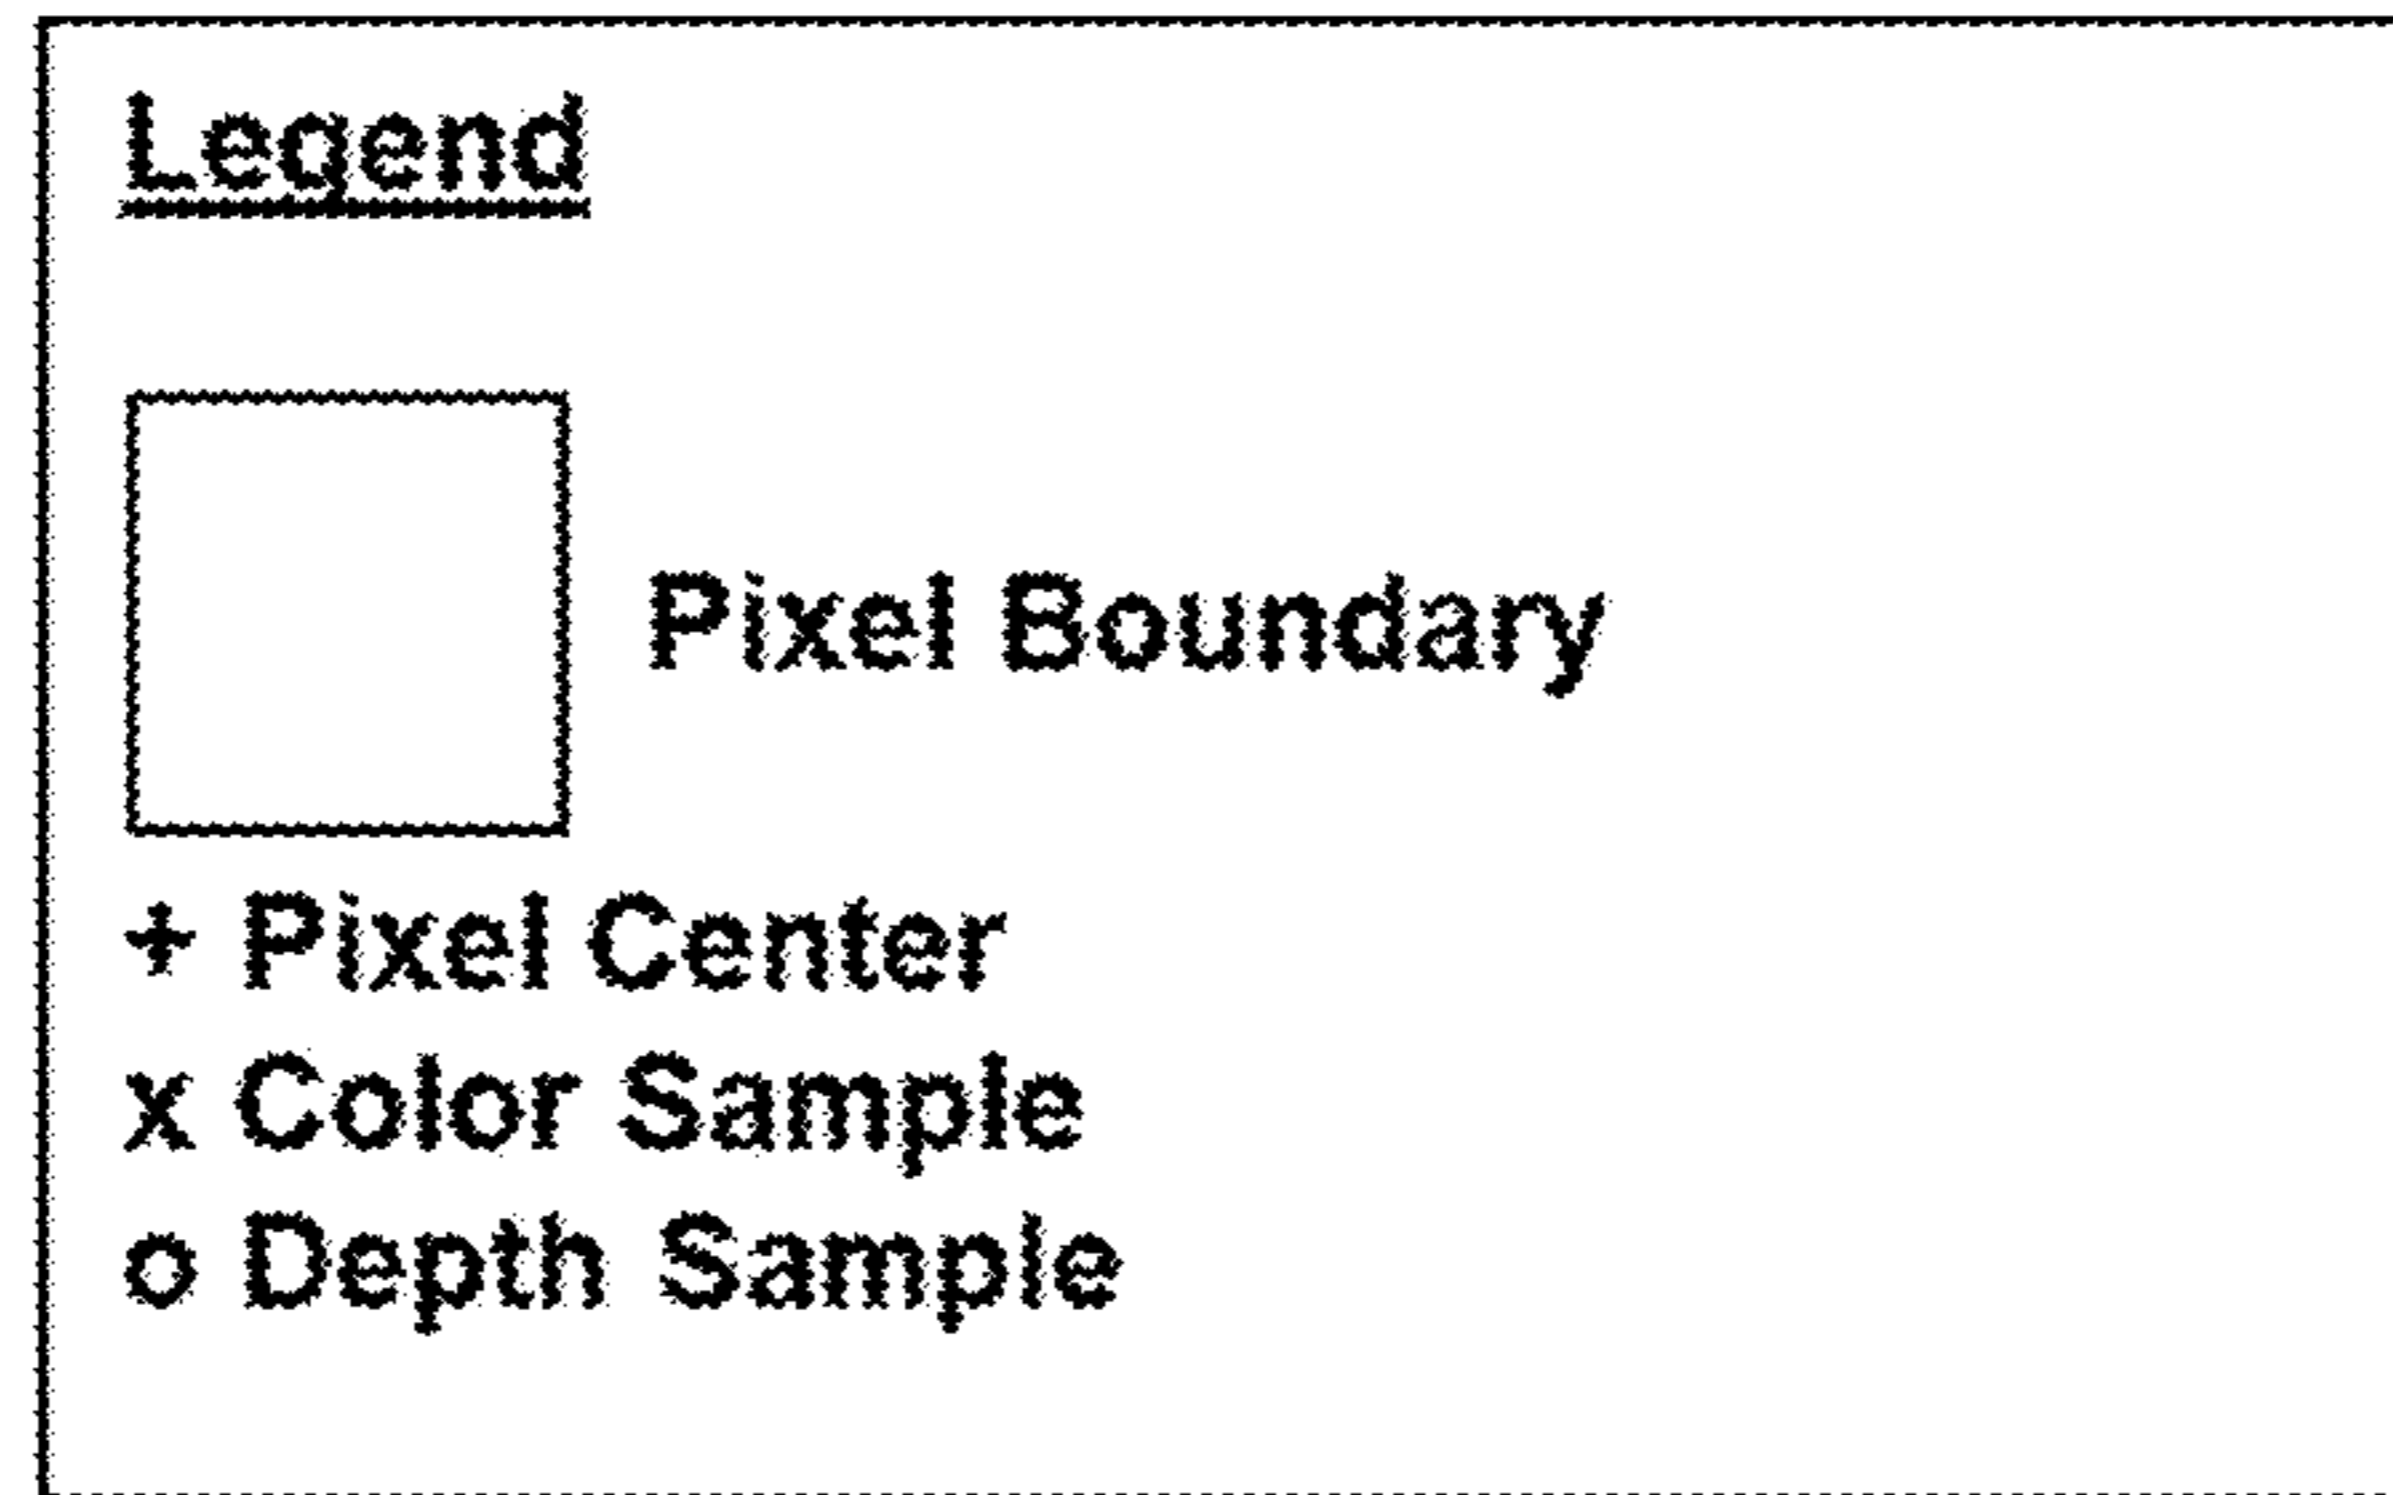 Legend
Pixel Boundary
+ Pixel Center
x Color Sample
o Depth Sample